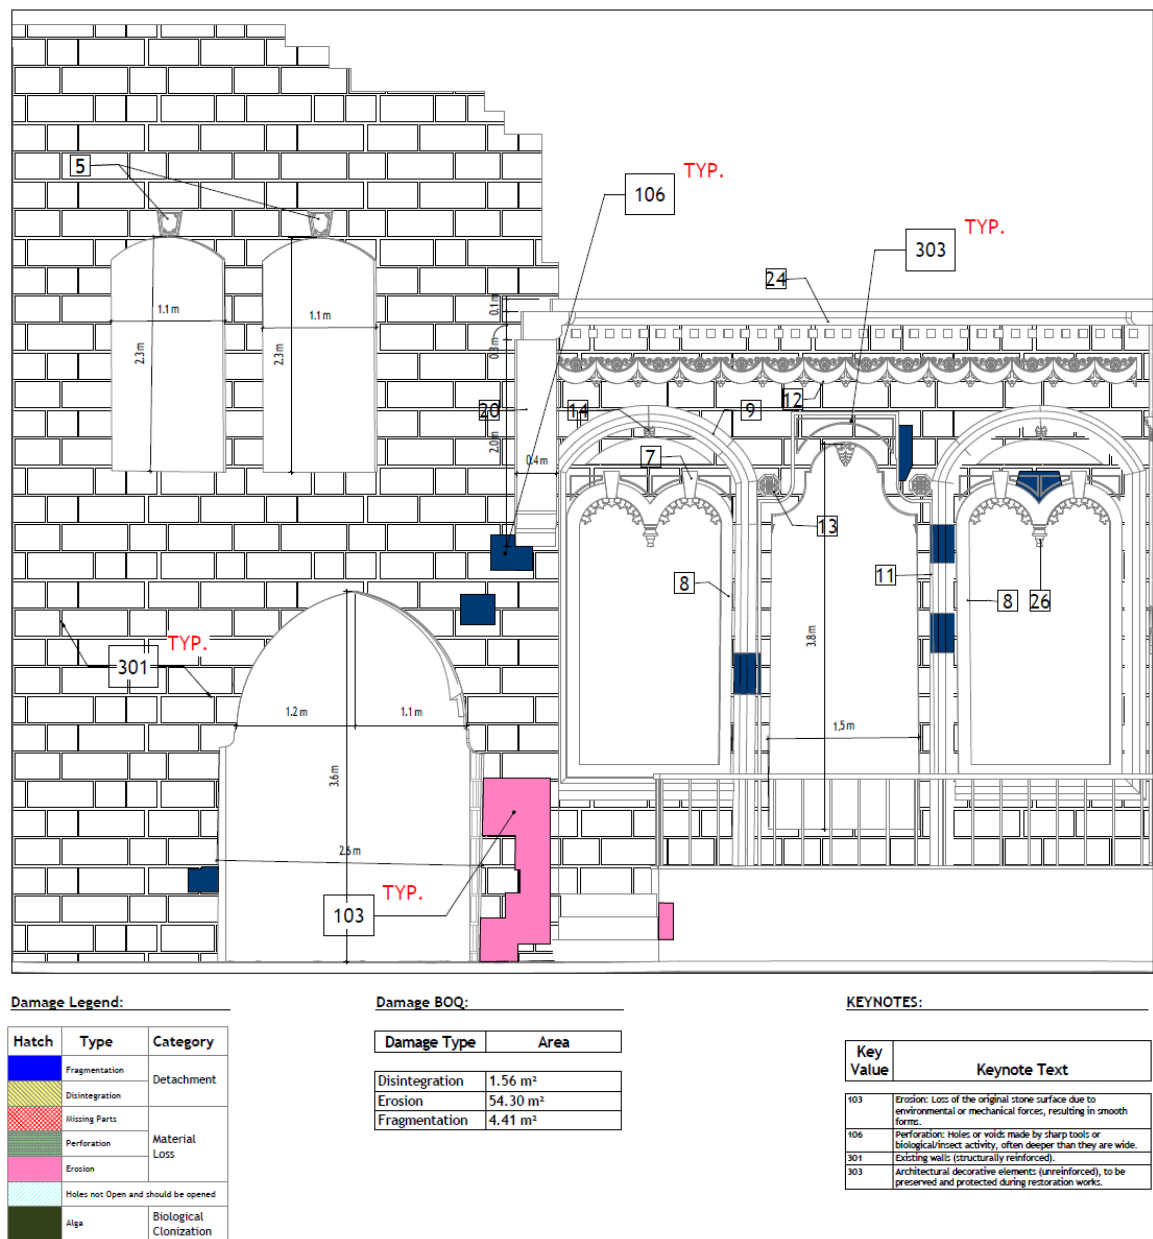 5
TYP.
106
TYP.
303
24
0.1 m
1.1 m
1.1 m
0.3 m
2.3 m
2.3 m
12
20
14
9
2.0 m
7
0.4 m
13
11
8
8
26
TYP.
301
3.8 m
1.2 m
1.1 m
1,5 m
3.6 m
2.6 m
TYP.
103
Damage Legend:
Hatch Type Category
Fragmentation
Detachment
Disintegration
Missing Parts
Material
Loss
Perforation
Erosion
Holes not Open and should be opened
Alga
Biological
Clonization
Damage BOQ:
Damage Type Area
Disintegration 1.56 m²
Erosion 54.30 m²
Fragmentation 4.41 m²
KEYNOTES:
Key
Value
Keynote Text
103 Erosion: Loss of the original stone surface due to
environmental or mechanical forces, resulting in smooth
forms.
106 Perforation: Holes or voids made by sharp tools or
biological/insect activity, often deeper than they are wide.
301 Existing walls (structurally reinforced).
303 Architectural decorative elements (unreinforced), to be
preserved and protected during restoration works.